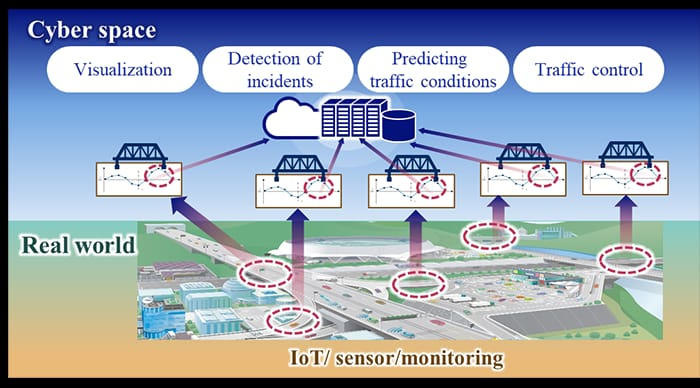 Cyber space
Visualization
Detection of
incidents
Predicting
traffic conditions
Traffic control
Real world
IoT/ sensor/monitoring